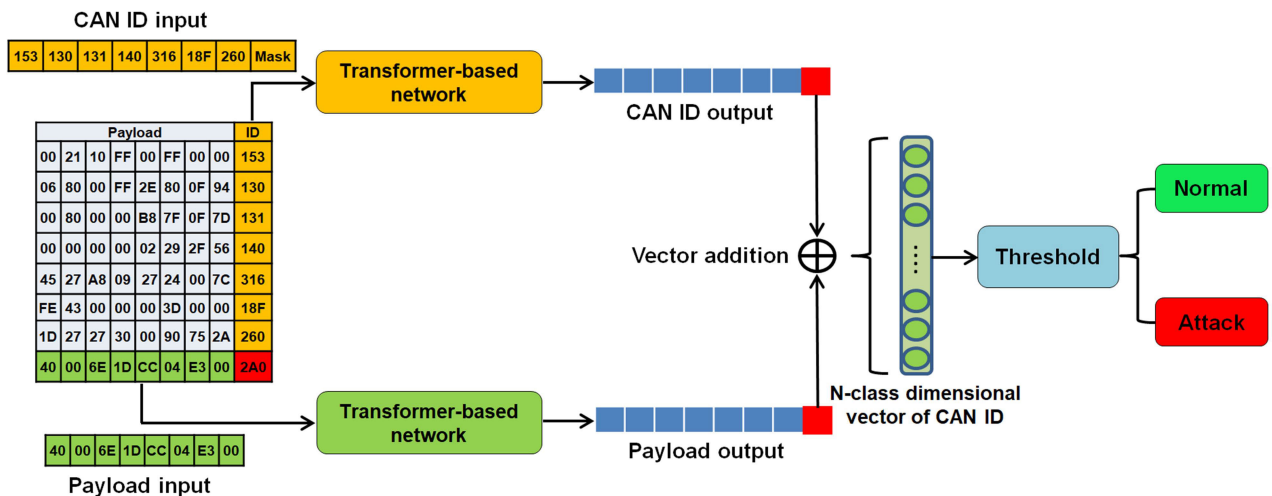 CAN ID input
153 130 131 140 316 18F 260 Mask
Transformer-based
network
CAN ID output
Payload ID
00 21 10 FF 00 FF 00 00 153
06 80 00 FF 2E 80 0F 94 130
00 80 00 00 B8 7F 0F 7D 131
00 00 00 00 02 29 2F 56 140
45 27 A8 09 27 24 00 7C 316
FE 43 00 00 00 3D 00 00 18F
1D 27 27 30 00 90 75 2A 260
40 00 6E 1D CC 04 E3 00 2A0
Vector addition
Threshold
Normal
Attack
N-class dimensional
vector of CAN ID
Transformer-based
network
Payload output
40 00 6E 1D CC 04 E3 00
Payload input